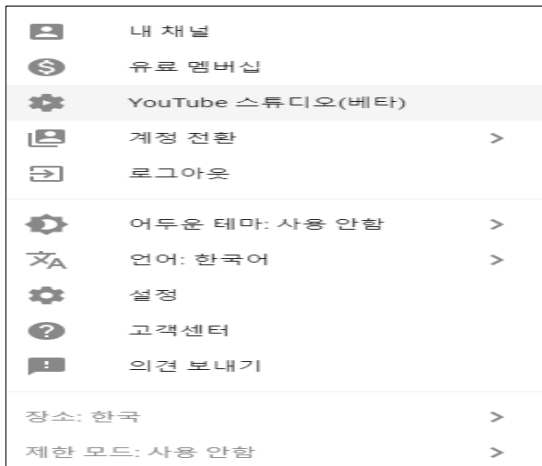 내 채널
유료 멤버십
YouTube 스튜디오(베타)
계정 전환
로그아웃
어두운 테마: 사용 안함
언어: 한국어
설정
고객센터
의견 보내기
장소: 한국
제한 모드: 사용 안함